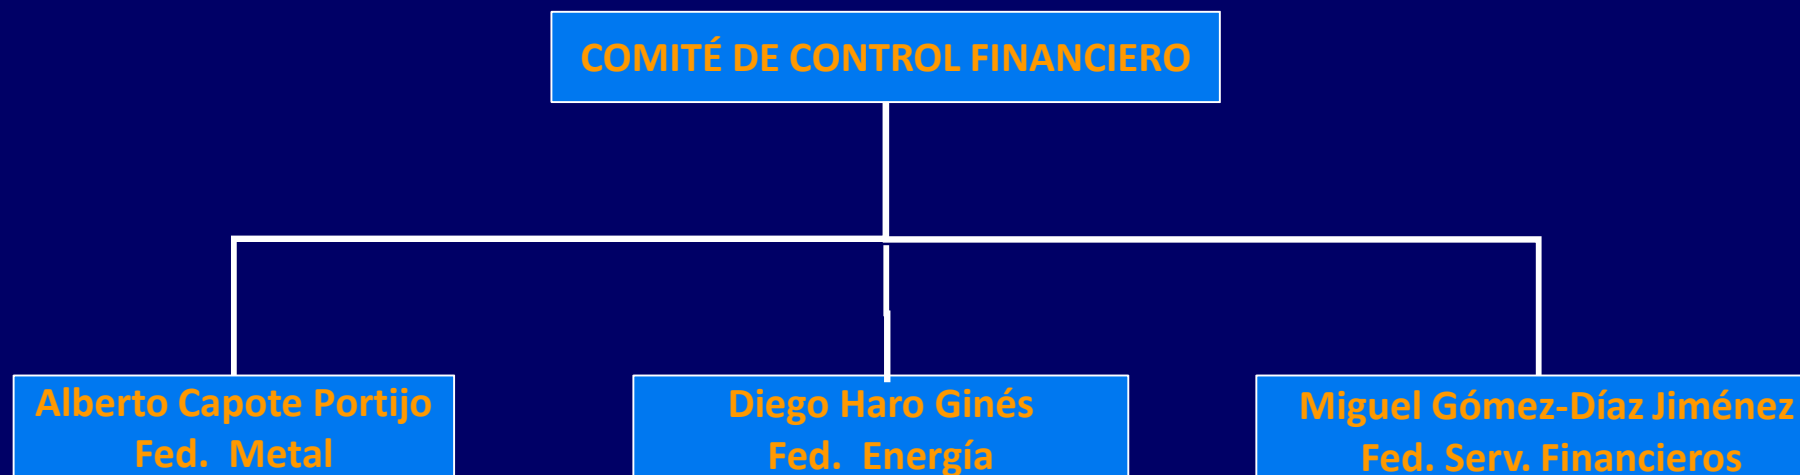 COMITÉ DE CONTROL FINANCIERO
Alberto Capote Portijo
Fed. Metal
Diego Haro Ginés
Fed. Energía
Miguel Gómez-Díaz Jiménez
Fed. Serv. Financieros